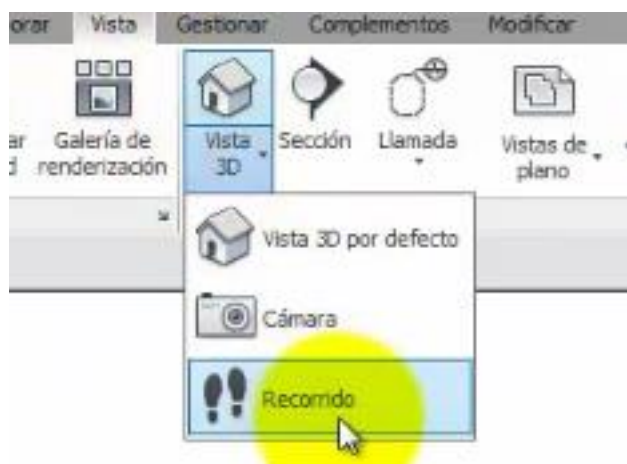 Vista Gestionar Complementos Modificar
Galería de renderización
Vista 3D
Sección
Llamada
Vistas de plano
Vista 3D por defecto
Cámara
Recorrido